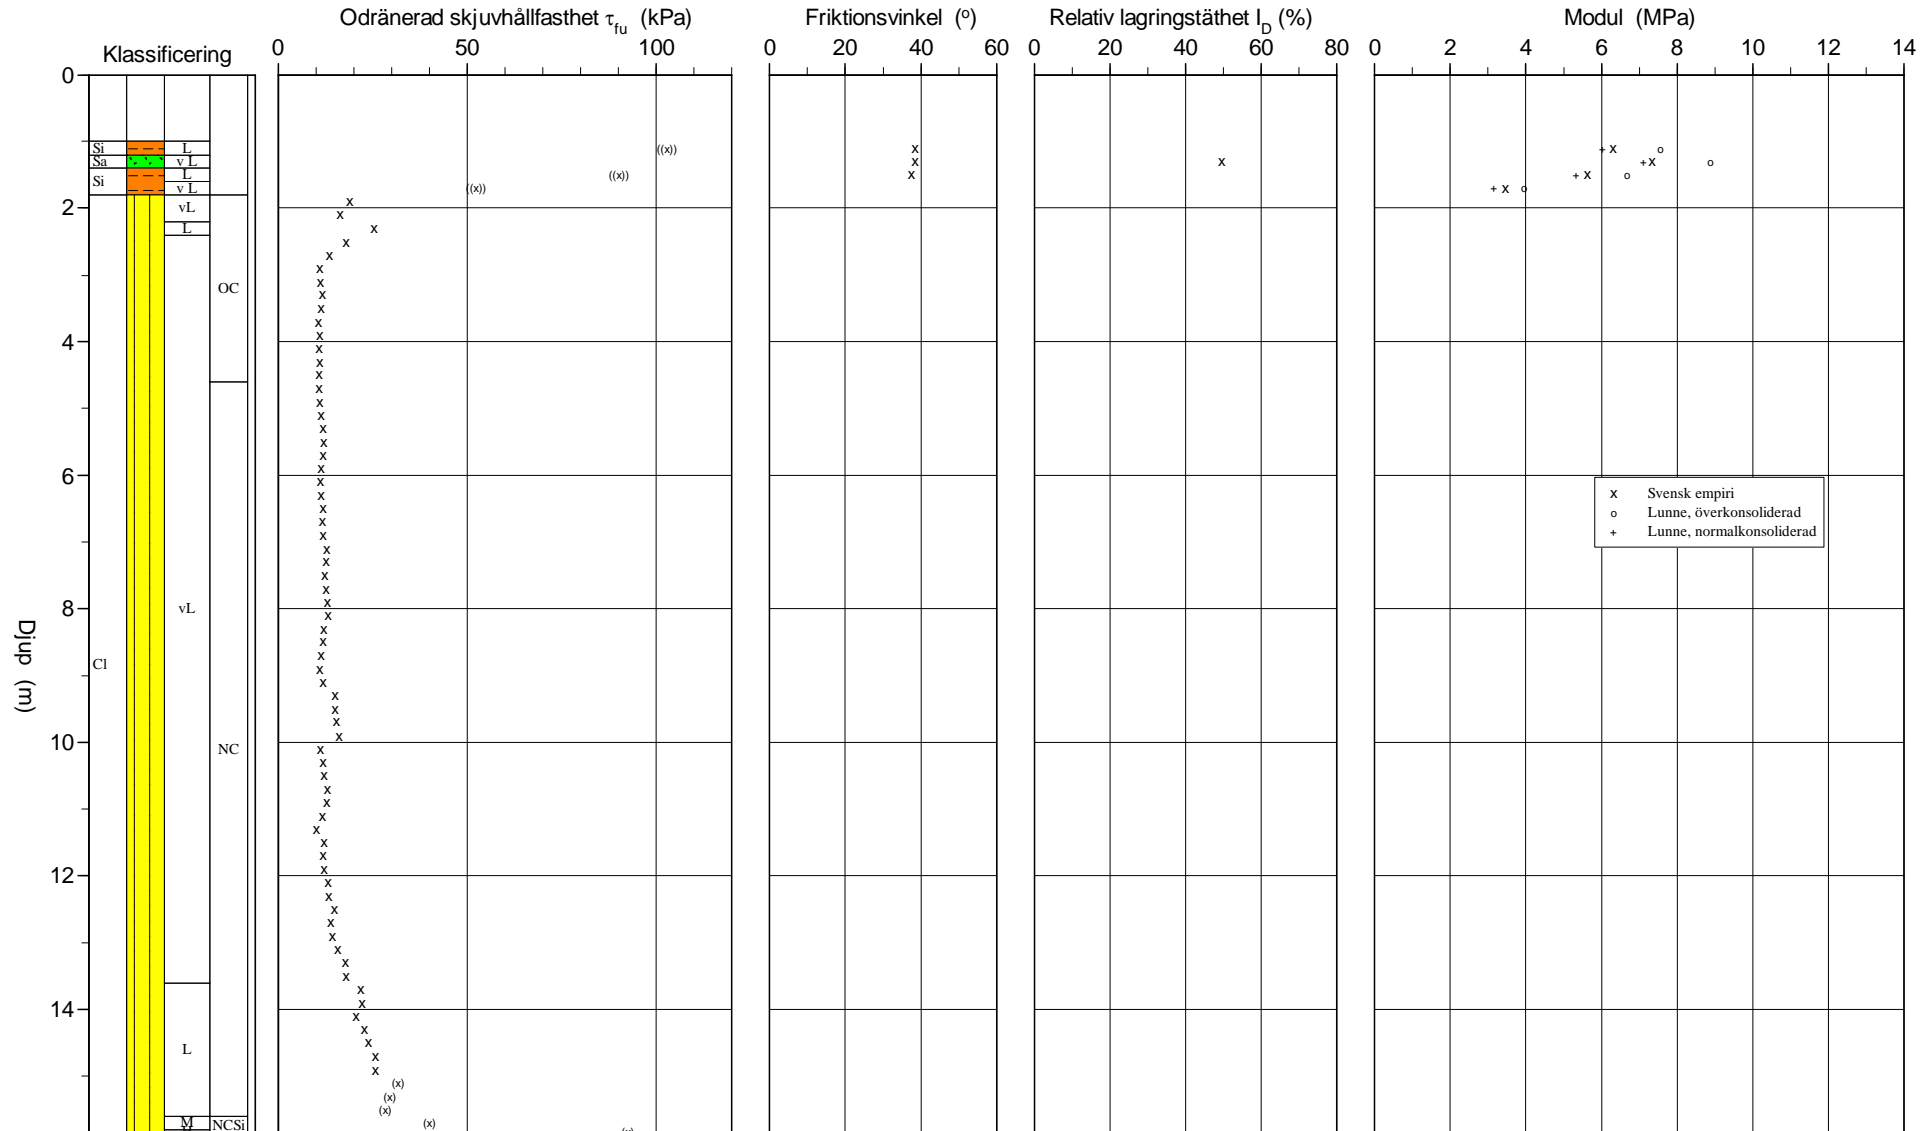 Odränerad skjuvhållfasthet τfu (kPa)
Friktionsvinkel (o)
Relativ lagringstäthet ID (%)
Modul (MPa)
Klassificering
0 50 100
0 20 40 60
0 20 40 60 80
0 2 4 6 8 10 12 14
0
Si L
Sa v L
Si L
v L
2
vL
L
OC
4
6
x Svensk empiri
o Lunne, överkonsoliderad
+ Lunne, normalkonsoliderad
8
vL
Djup (m)
Cl
10
NC
12
14
L
M
NCSi